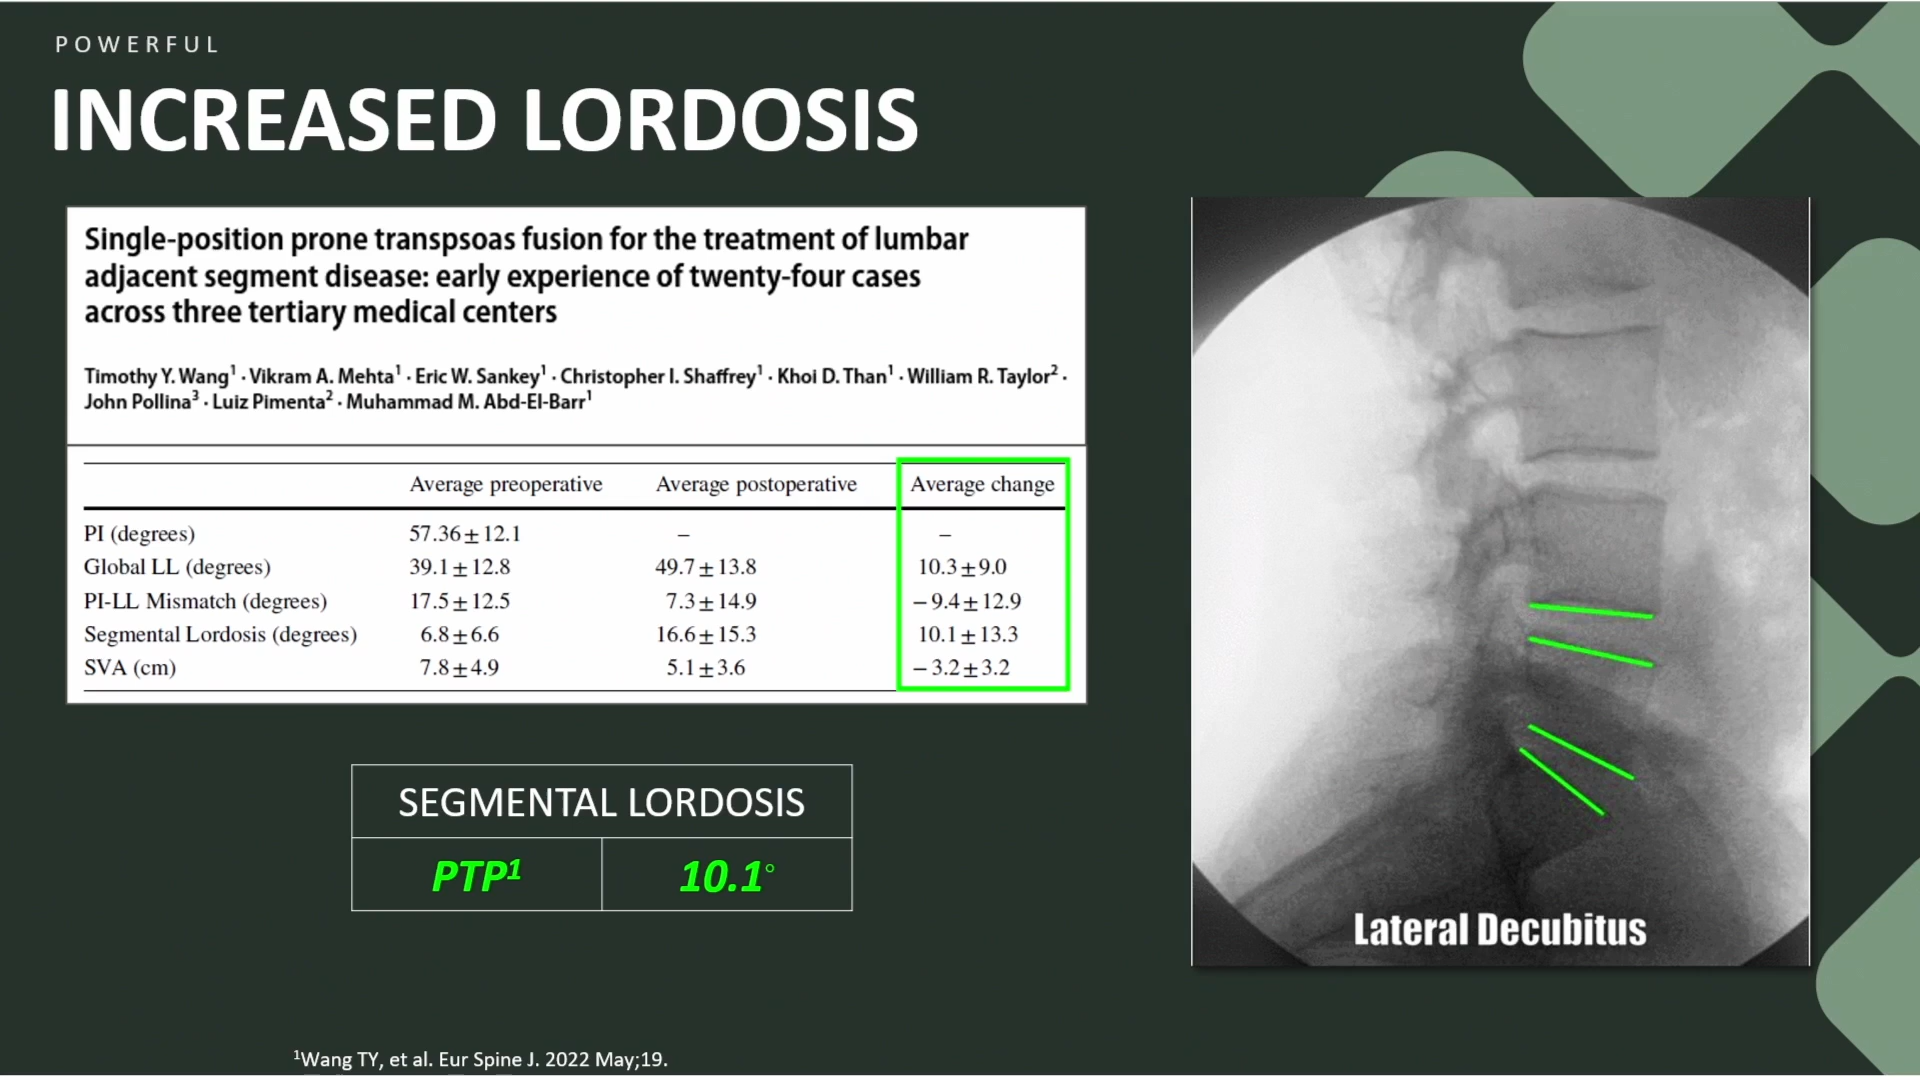 POWERFUL
INCREASED LORDOSIS
Single-position prone transpsoas fusion for the treatment of lumbar
adjacent segment disease: early experience of twenty-four cases
across three tertiary medical centers
Timothy Y. Wang¹ · Vikram A. Mehta¹ · Eric W. Sankey¹ · Christopher I. Shaffrey¹ · Khoi D. Than¹ · William R. Taylor² ·
John Pollina³ · Luiz Pimenta² · Muhammad M. Abd-El-Barr¹
Average preoperative Average postoperative Average change
PI (degrees) 57.36 ± 12.1 – –
Global LL (degrees) 39.1 ± 12.8 49.7 ± 13.8 10.3 ± 9.0
PI-LL Mismatch (degrees) 17.5 ± 12.5 7.3 ± 14.9 − 9.4 ± 12.9
Segmental Lordosis (degrees) 6.8 ± 6.6 16.6 ± 15.3 10.1 ± 13.3
SVA (cm) 7.8 ± 4.9 5.1 ± 3.6 − 3.2 ± 3.2
SEGMENTAL LORDOSIS
PTP¹ 10.1°
Lateral Decubitus
¹Wang TY, et al. Eur Spine J. 2022 May;19.